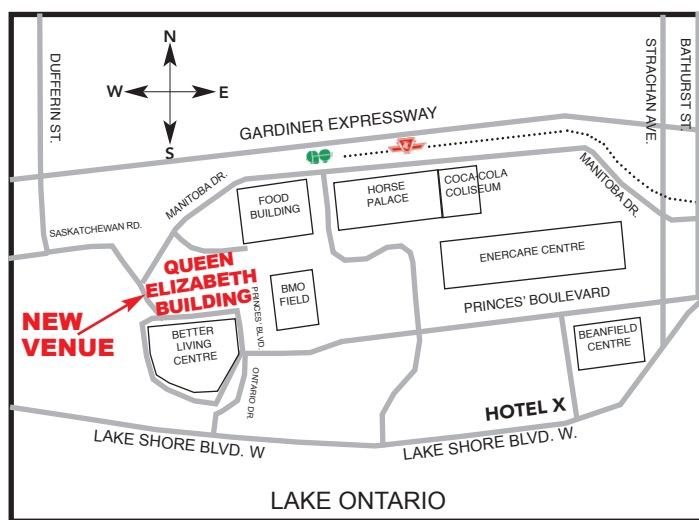 N
W
E
S
DUFFERIN ST.
STRACHAN AVE.
BATHURST ST.
GARDINER EXPRESSWAY
GO
MANITOBA DR.
SASKATCHEWAN RD.
FOOD
BUILDING
HORSE
PALACE
COCA-COLA
COLISEUM
MANITOBA DR.
QUEEN
ELIZABETH
BUILDING
ENERCARE CENTRE
BMO
FIELD
PRINCES' BLVD.
PRINCES' BOULEVARD
NEW
VENUE
BETTER
LIVING
CENTRE
BEANFIELD
CENTRE
ONTARIO DR
HOTEL X
LAKE SHORE BLVD. W
LAKE SHORE BLVD. W.
LAKE ONTARIO